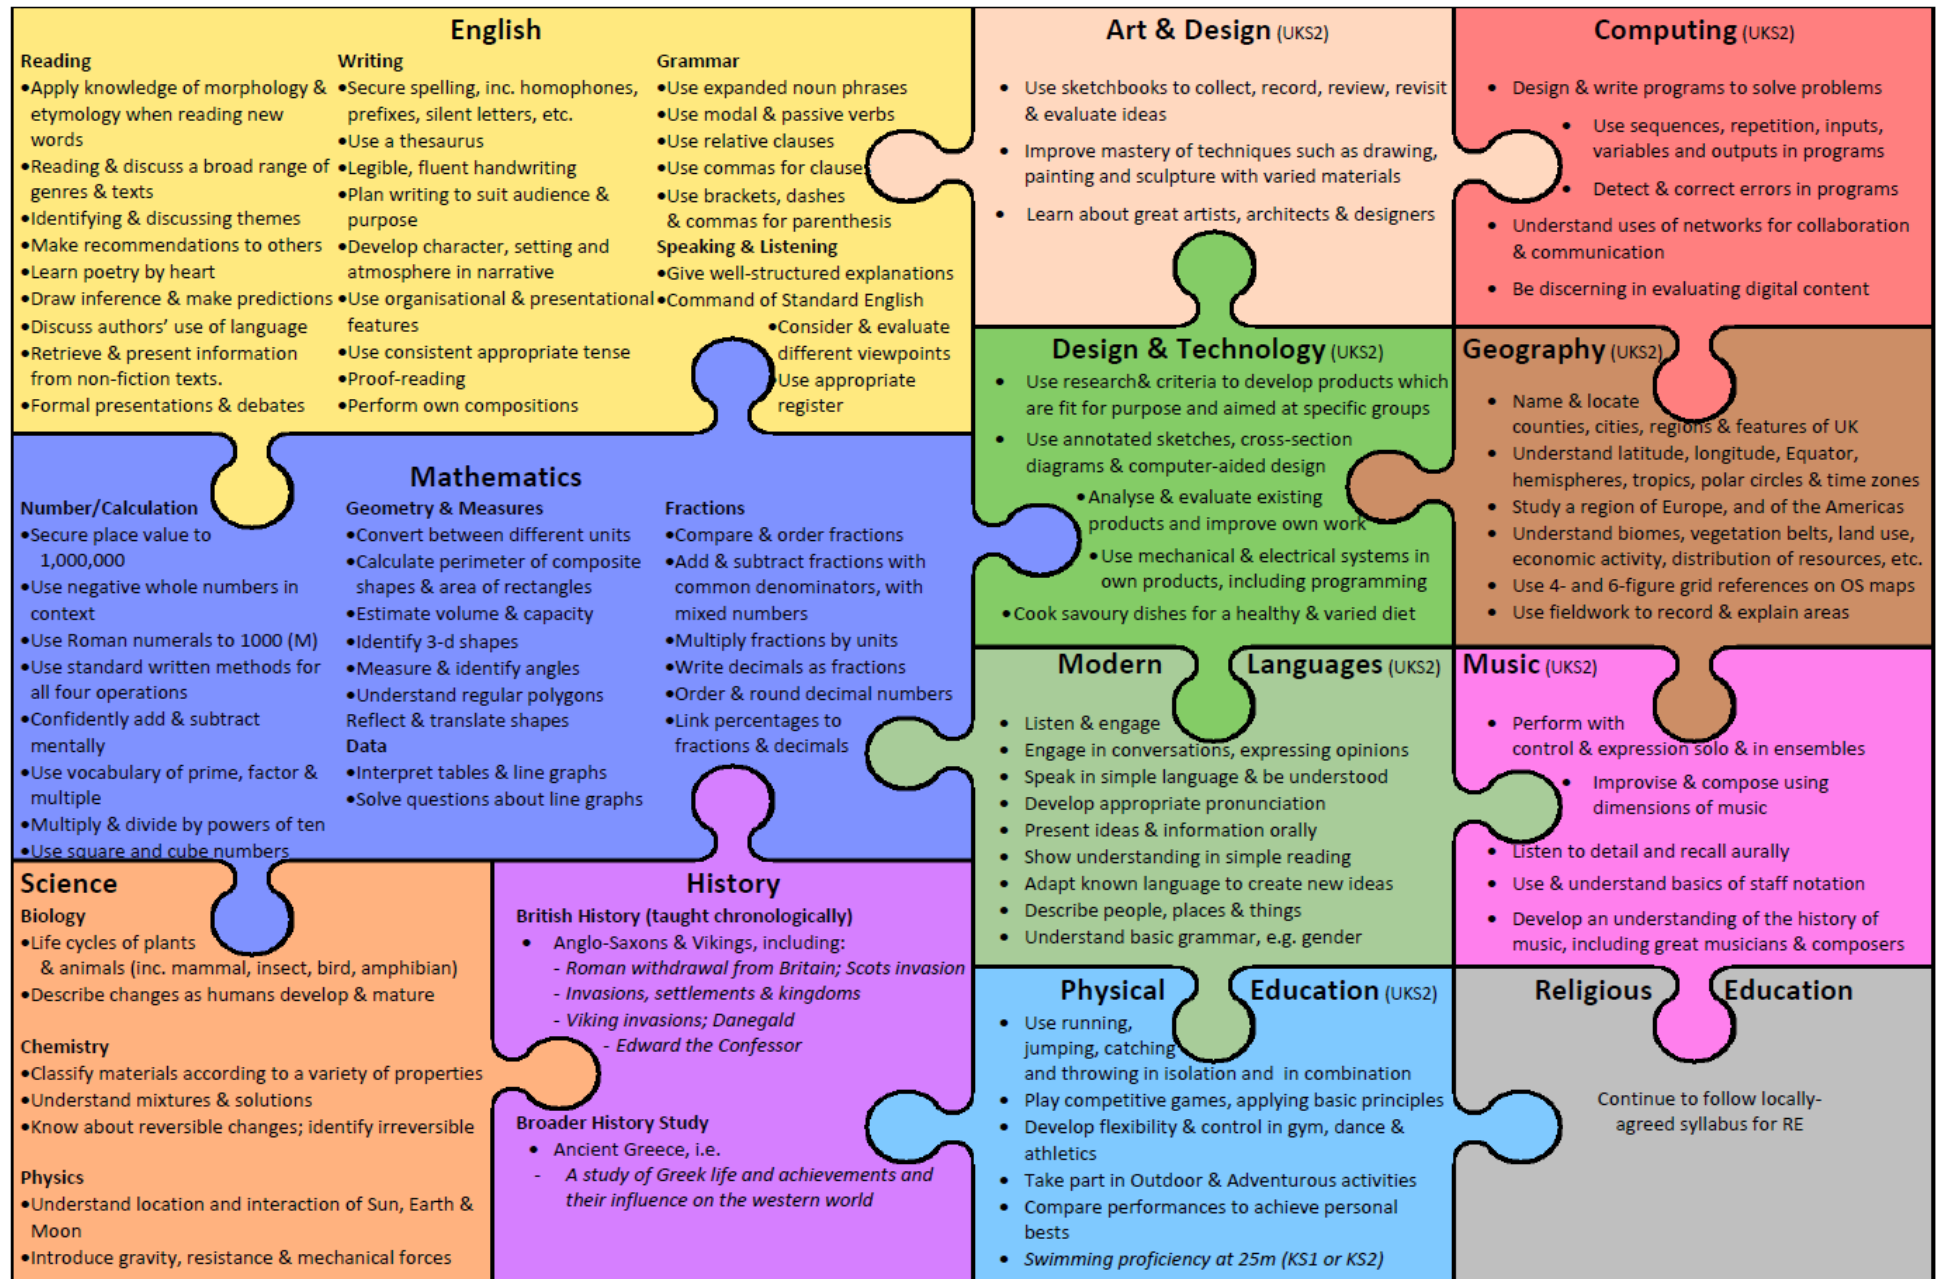 English
Reading
•Apply knowledge of morphology &
etymology when reading new
words
•Reading & discuss a broad range of
genres & texts
•Identifying & discussing themes
•Make recommendations to others
•Learn poetry by heart
•Draw inference & make predictions
•Discuss authors’ use of language
•Retrieve & present information
from non-fiction texts.
•Formal presentations & debates
Writing
•Secure spelling, inc. homophones,
prefixes, silent letters, etc.
•Use a thesaurus
•Legible, fluent handwriting
•Plan writing to suit audience &
purpose
•Develop character, setting and
atmosphere in narrative
•Use organisational & presentational
features
•Use consistent appropriate tense
•Proof-reading
•Perform own compositions
Grammar
•Use expanded noun phrases
•Use modal & passive verbs
•Use relative clauses
•Use commas for clauses
•Use brackets, dashes
& commas for parenthesis
Speaking & Listening
•Give well-structured explanations
•Command of Standard English
•Consider & evaluate
different viewpoints
•Use appropriate
register
Art & Design (UKS2)
• Use sketchbooks to collect, record, review, revisit
& evaluate ideas
• Improve mastery of techniques such as drawing,
painting and sculpture with varied materials
• Learn about great artists, architects & designers
Computing (UKS2)
• Design & write programs to solve problems
• Use sequences, repetition, inputs,
variables and outputs in programs
• Detect & correct errors in programs
• Understand uses of networks for collaboration
& communication
• Be discerning in evaluating digital content
Mathematics
Number/Calculation
•Secure place value to
1,000,000
•Use negative whole numbers in
context
•Use Roman numerals to 1000 (M)
•Use standard written methods for
all four operations
•Confidently add & subtract
mentally
•Use vocabulary of prime, factor &
multiple
•Multiply & divide by powers of ten
•Use square and cube numbers
Geometry & Measures
•Convert between different units
•Calculate perimeter of composite
shapes & area of rectangles
•Estimate volume & capacity
•Identify 3-d shapes
•Measure & identify angles
•Understand regular polygons
Reflect & translate shapes
Data
•Interpret tables & line graphs
•Solve questions about line graphs
Fractions
•Compare & order fractions
•Add & subtract fractions with
common denominators, with
mixed numbers
•Multiply fractions by units
•Write decimals as fractions
•Order & round decimal numbers
•Link percentages to
fractions & decimals
Design & Technology (UKS2)
• Use research& criteria to develop products which
are fit for purpose and aimed at specific groups
• Use annotated sketches, cross-section
diagrams & computer-aided design
•Analyse & evaluate existing
products and improve own work
•Use mechanical & electrical systems in
own products, including programming
•Cook savoury dishes for a healthy & varied diet
Geography (UKS2)
• Name & locate
counties, cities, regions & features of UK
• Understand latitude, longitude, Equator,
hemispheres, tropics, polar circles & time zones
• Study a region of Europe, and of the Americas
• Understand biomes, vegetation belts, land use,
economic activity, distribution of resources, etc.
• Use 4- and 6-figure grid references on OS maps
• Use fieldwork to record & explain areas
Modern Languages (UKS2)
• Listen & engage
• Engage in conversations, expressing opinions
• Speak in simple language & be understood
• Develop appropriate pronunciation
• Present ideas & information orally
• Show understanding in simple reading
• Adapt known language to create new ideas
• Describe people, places & things
• Understand basic grammar, e.g. gender
Music (UKS2)
• Perform with
control & expression solo & in ensembles
• Improvise & compose using
dimensions of music
• Listen to detail and recall aurally
• Use & understand basics of staff notation
• Develop an understanding of the history of
music, including great musicians & composers
Science
Biology
•Life cycles of plants
& animals (inc. mammal, insect, bird, amphibian)
•Describe changes as humans develop & mature
Chemistry
•Classify materials according to a variety of properties
•Understand mixtures & solutions
•Know about reversible changes; identify irreversible
Physics
•Understand location and interaction of Sun, Earth &
Moon
•Introduce gravity, resistance & mechanical forces
History
British History (taught chronologically)
• Anglo-Saxons & Vikings, including:
- Roman withdrawal from Britain; Scots invasion
- Invasions, settlements & kingdoms
- Viking invasions; Danegald
- Edward the Confessor
Broader History Study
• Ancient Greece, i.e.
- A study of Greek life and achievements and
their influence on the western world
Physical Education (UKS2)
• Use running,
jumping, catching
and throwing in isolation and in combination
• Play competitive games, applying basic principles
• Develop flexibility & control in gym, dance &
athletics
• Take part in Outdoor & Adventurous activities
• Compare performances to achieve personal
bests
• Swimming proficiency at 25m (KS1 or KS2)
Religious Education
Continue to follow locally-
agreed syllabus for RE